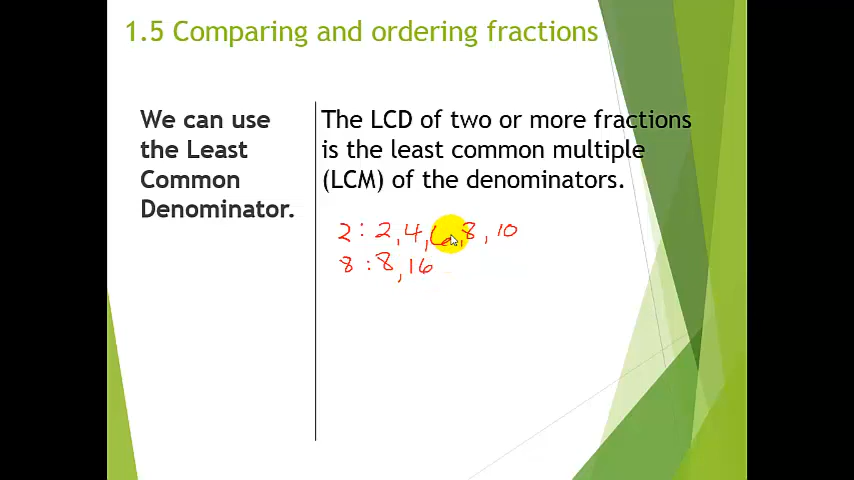 1.5 Comparing and ordering fractions
We can use
the Least
Common
Denominator.
The LCD of two or more fractions
is the least common multiple
(LCM) of the denominators.
2: 2, 4, 6, 8, 10
8: 8, 16